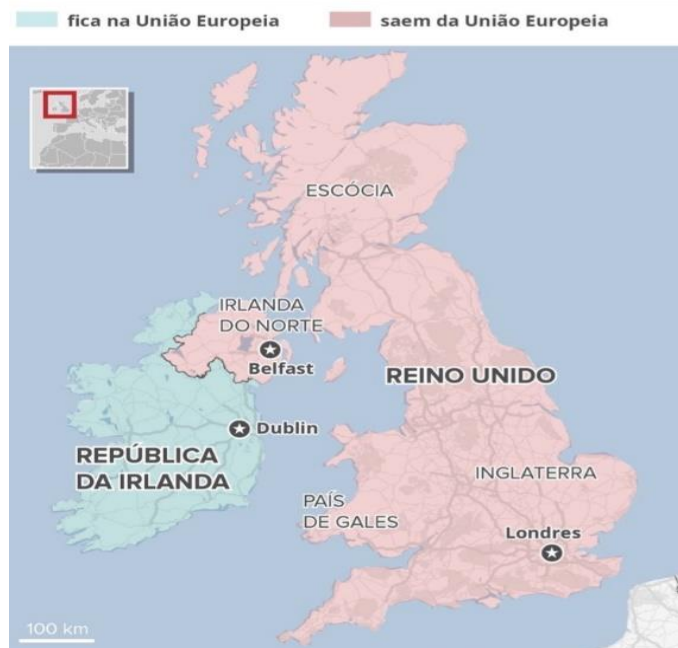 fica na União Europeia
saem da União Europeia
ESCÓCIA
IRLANDA
DO NORTE
Belfast
REINO UNIDO
Dublin
REPÚBLICA
DA IRLANDA
INGLATERRA
PAÍS
DE GALES
Londres
100 km